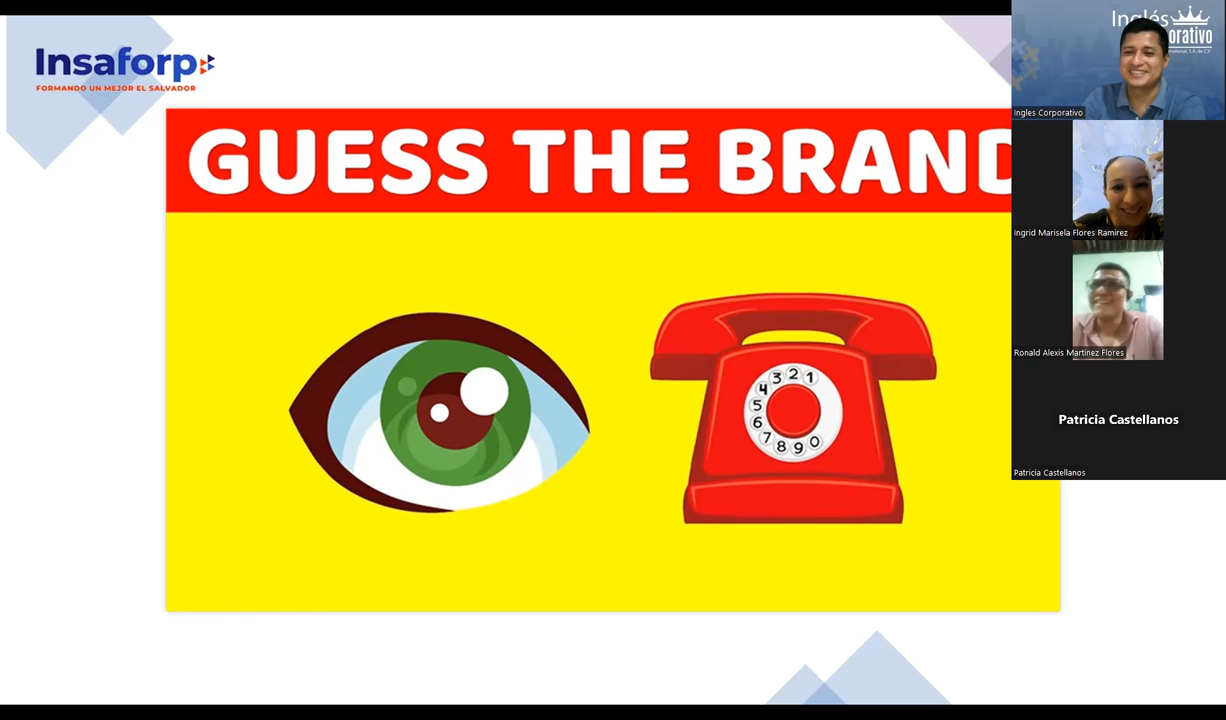 Insaforp
FORMANDO UN MEJOR EL SALVADOR
GUESS THE BRAND
1
2
3
4
5
6
7
8
9
0
Inglés
orativo
Ingles Corporativo
Ingrid Marisela Flores Ramirez
Ronald Alexis Martinez Flores
Patricia Castellanos
Patricia Castellanos